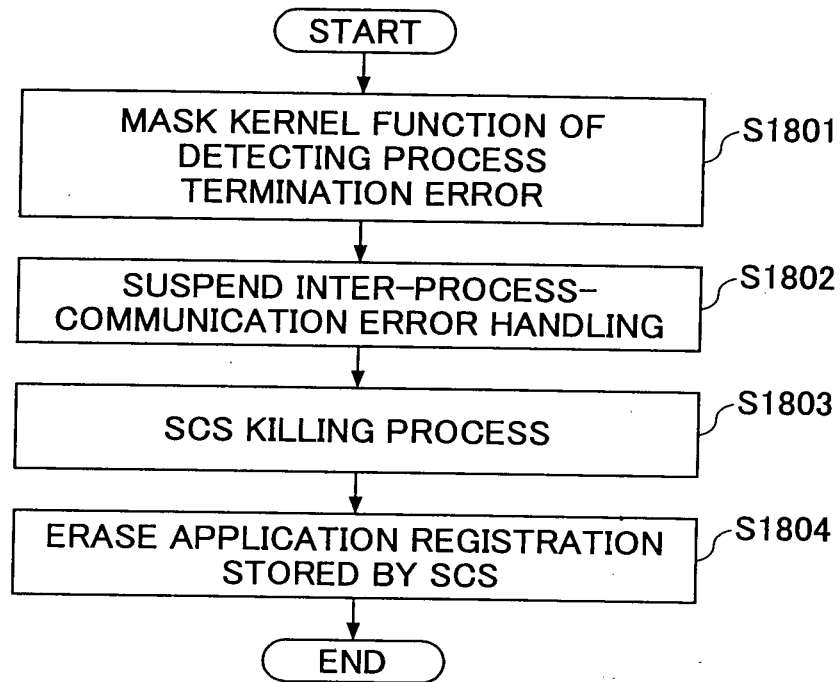 START
MASK KERNEL FUNCTION OF
DETECTING PROCESS
TERMINATION ERROR
S1801
SUSPEND INTER-PROCESS-
COMMUNICATION ERROR HANDLING
S1802
SCS KILLING PROCESS
S1803
ERASE APPLICATION REGISTRATION
STORED BY SCS
S1804
END